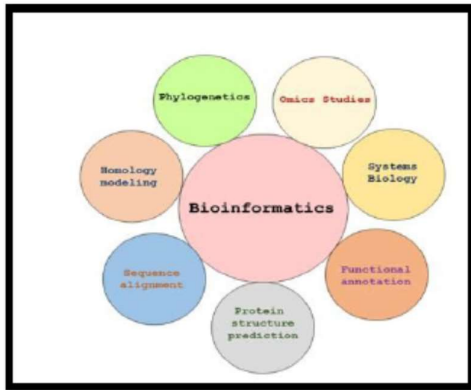 Phylogenetics
Omics Studies
Homology
modeling
Systems
Biology
Bioinformatics
Sequence
alignment
Functional
annotation
Protein
structure
prediction